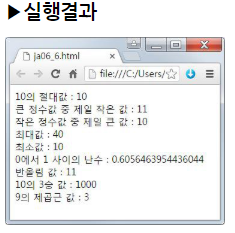 ▶실행결과
ja06_6.html
file:///C:/Users/
10의 절대값 : 10
큰 정수값 중 제일 작은 값 : 11
작은 정수값 중 제일 큰 값 : 10
최대값 : 40
최소값 : 10
0에서 1 사이의 난수 : 0.6056463954436044
반올림 값 : 11
10의 3승 값 : 1000
9의 제곱근 값 : 3